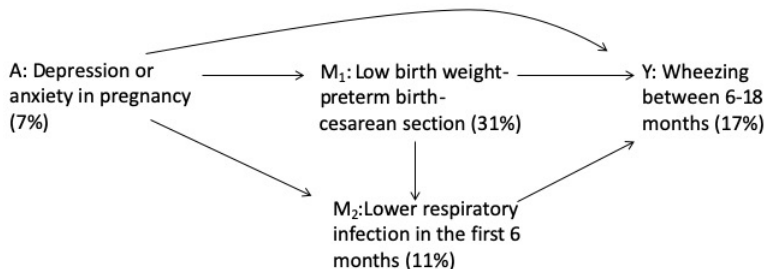 A: Depression or
anxiety in pregnancy
(7%)
M₁: Low birth weight-
preterm birth-
cesarean section (31%)
Y: Wheezing
between 6-18
months (17%)
M₂:Lower respiratory
infection in the first 6
months (11%)